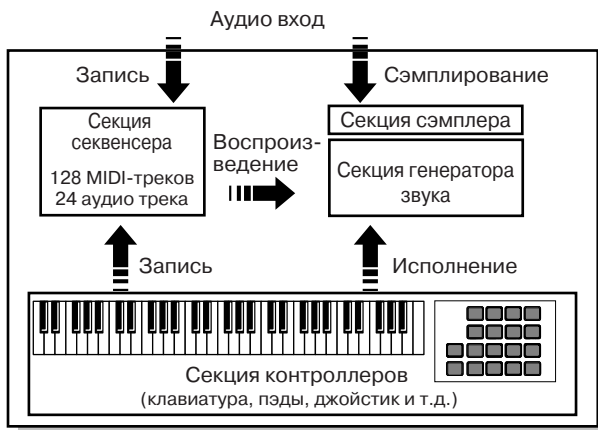 Аудио вход
Запись
Сэмплирование
Секция
секвенсера
128 MIDI-треков
24 аудио трека
Воспроиз-
ведение
Секция сэмплера
Секция генератора
звука
Запись
Исполнение
Секция контроллеров
(клавиатура, пэды, джойстик и т.д.)